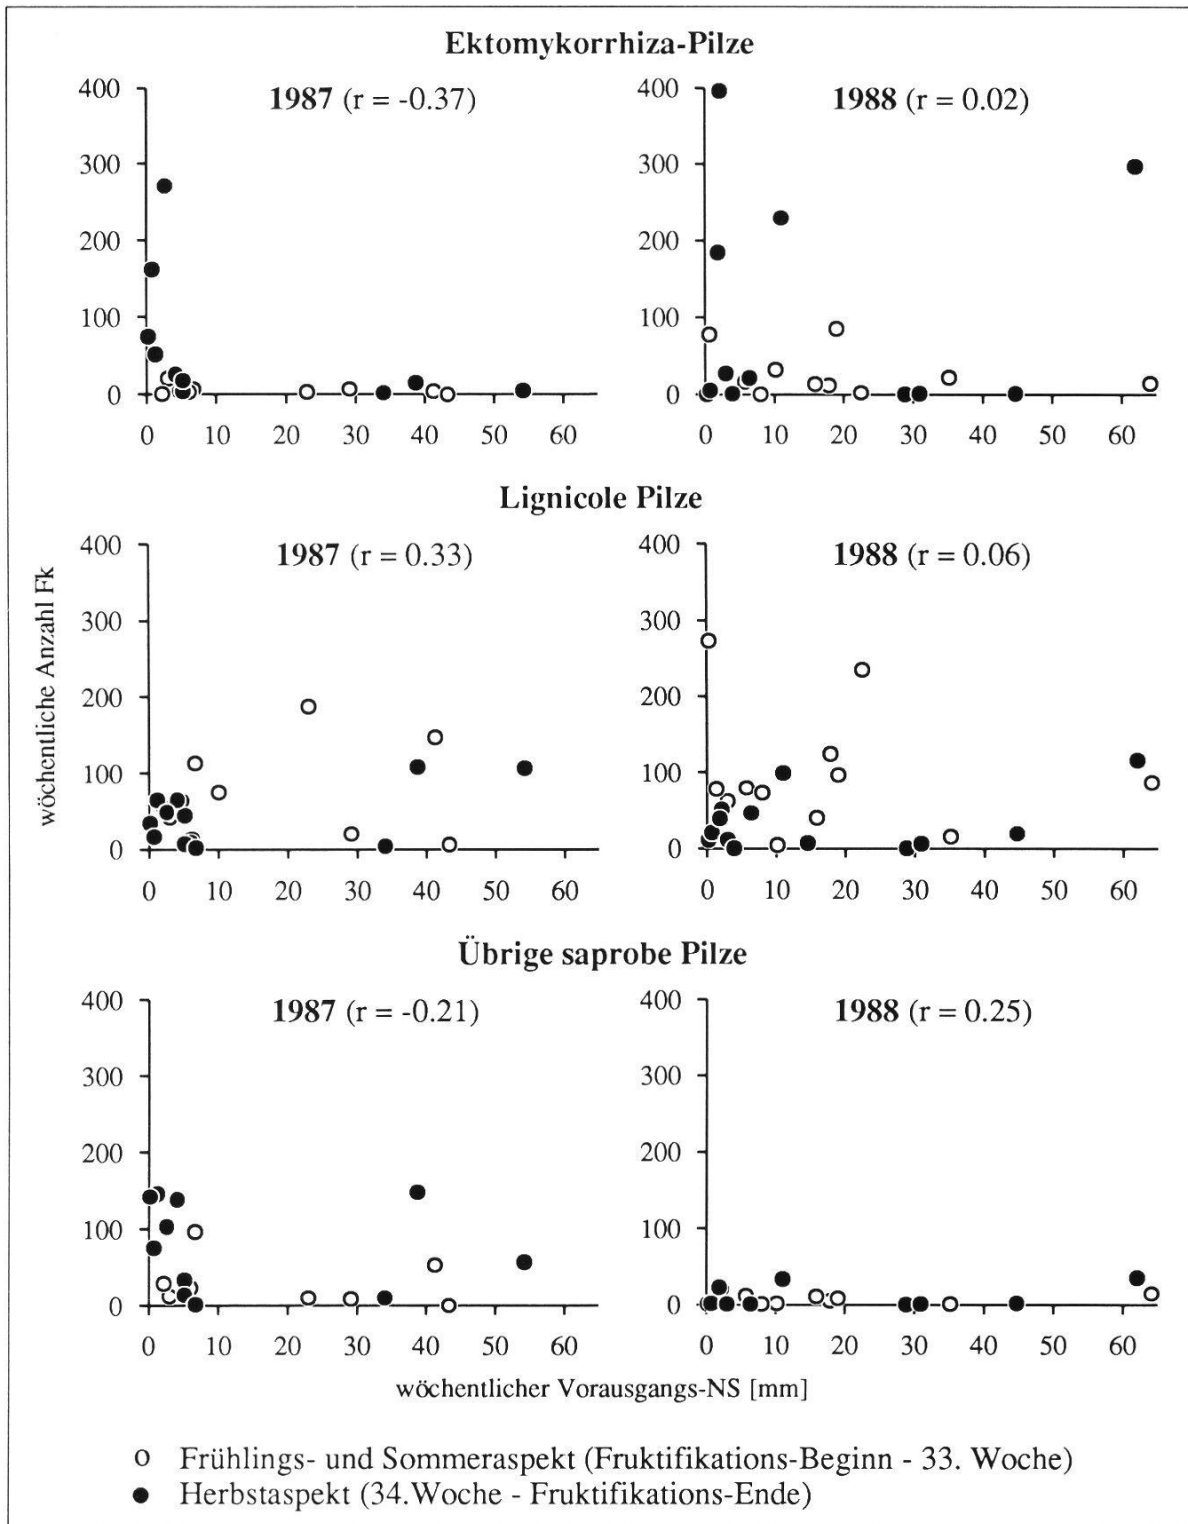 Ektomykorrhiza-Pilze
1987 (r = -0.37)
1988 (r = 0.02)
400
300
200
100
0
0 10 20 30 40 50 60
400
300
200
100
0
0 10 20 30 40 50 60
Lignicole Pilze
1987 (r = 0.33)
1988 (r = 0.06)
400
300
200
100
0
0 10 20 30 40 50 60
400
300
200
100
0
0 10 20 30 40 50 60
wöchentliche Anzahl Fk
Übrige saprobe Pilze
1987 (r = -0.21)
1988 (r = 0.25)
400
300
200
100
0
0 10 20 30 40 50 60
400
300
200
100
0
0 10 20 30 40 50 60
wöchentlicher Vorausgangs-NS [mm]
Frühlings- und Sommeraspekt (Fruktifikations-Beginn - 33. Woche)
Herbstaspekt (34.Woche - Fruktifikations-Ende)